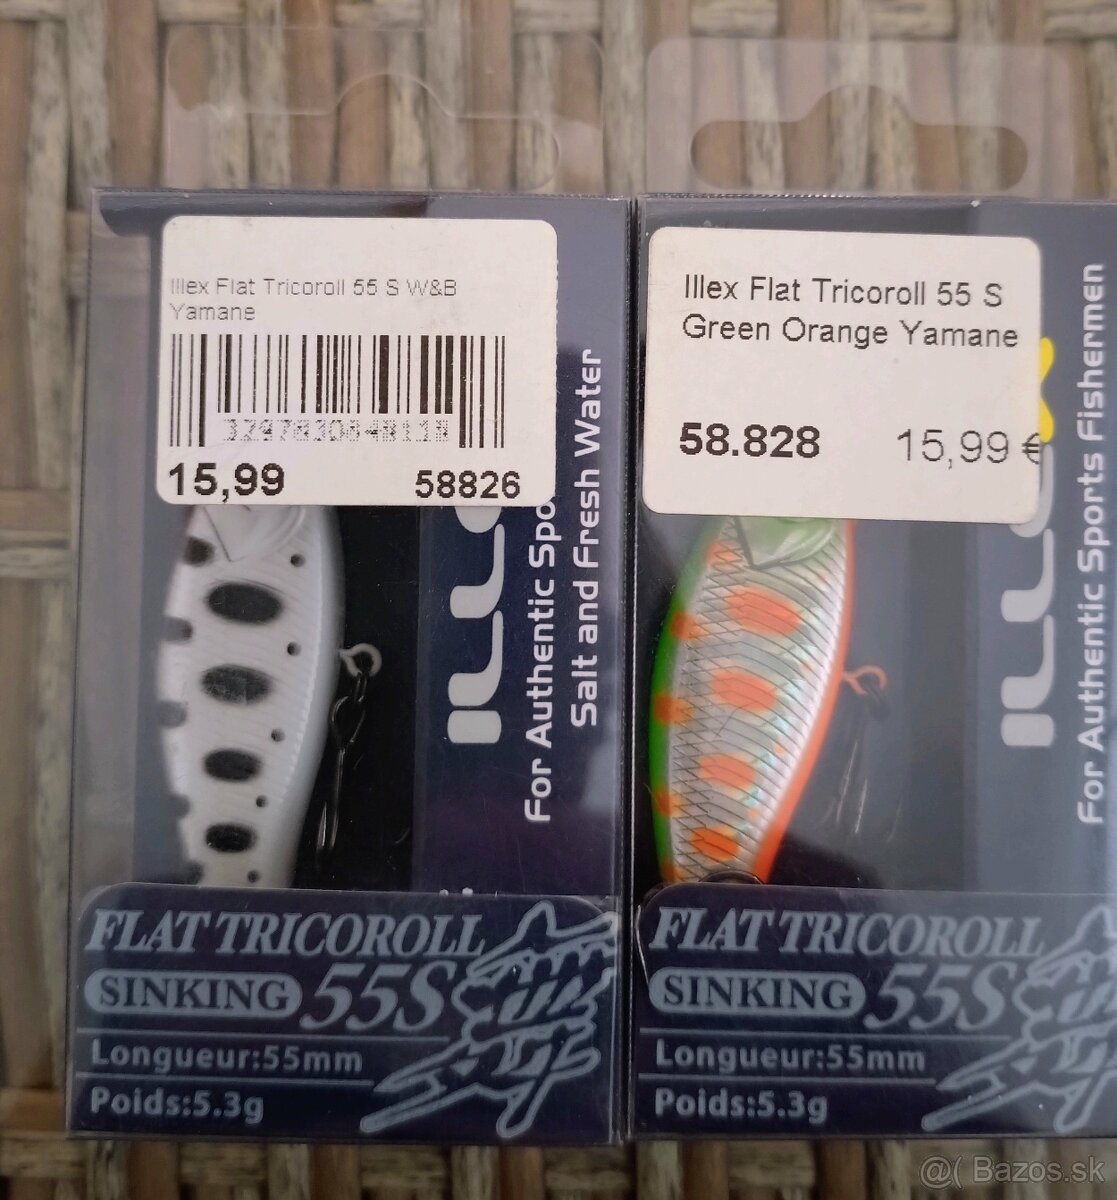 Illex Flat Tricoroll 55 S W&B
Yamane
3297830848118
15,99 58826
For Authentic Spo
Salt and Fresh Water
FLAT TRICOROLL
SINKING 55S
Longueur:55mm
Poids:5.3g
Illex Flat Tricoroll 55 S
Green Orange Yamane
58.828 15,99 €
For Authentic Sports Fishermen
FLAT TRICOROLL
SINKING 55S
Longueur:55mm
Poids:5.3g
@( Bazos.sk